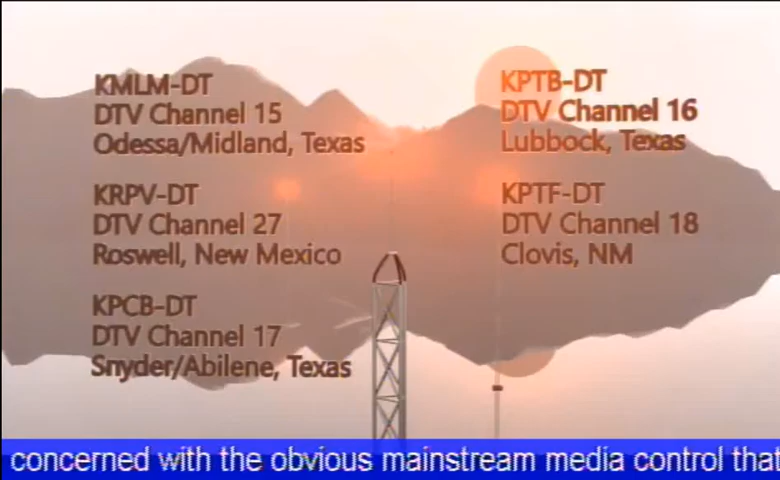 KMLM-DT
DTV Channel 15
Odessa/Midland, Texas
KRPV-DT
DTV Channel 27
Roswell, New Mexico
KPCB-DT
DTV Channel 17
Snyder/Abilene, Texas
KPTB-DT
DTV Channel 16
Lubbock, Texas
KPTF-DT
DTV Channel 18
Clovis, NM
concerned with the obvious mainstream media control that